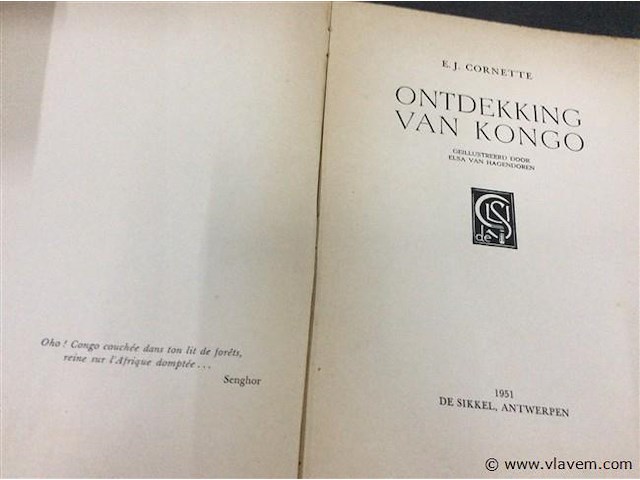 Oho ! Congo couchée dans ton lit de forêts,
reine sur l'Afrique domptée . . .
Senghor
E. J. CORNETTE
ONTDEKKING
VAN KONGO
GEILLUSTREERD DOOR
ELSA VAN HAGENDOREN
de
1951
DE SIKKEL, ANTWERPEN
© www.vlavem.com